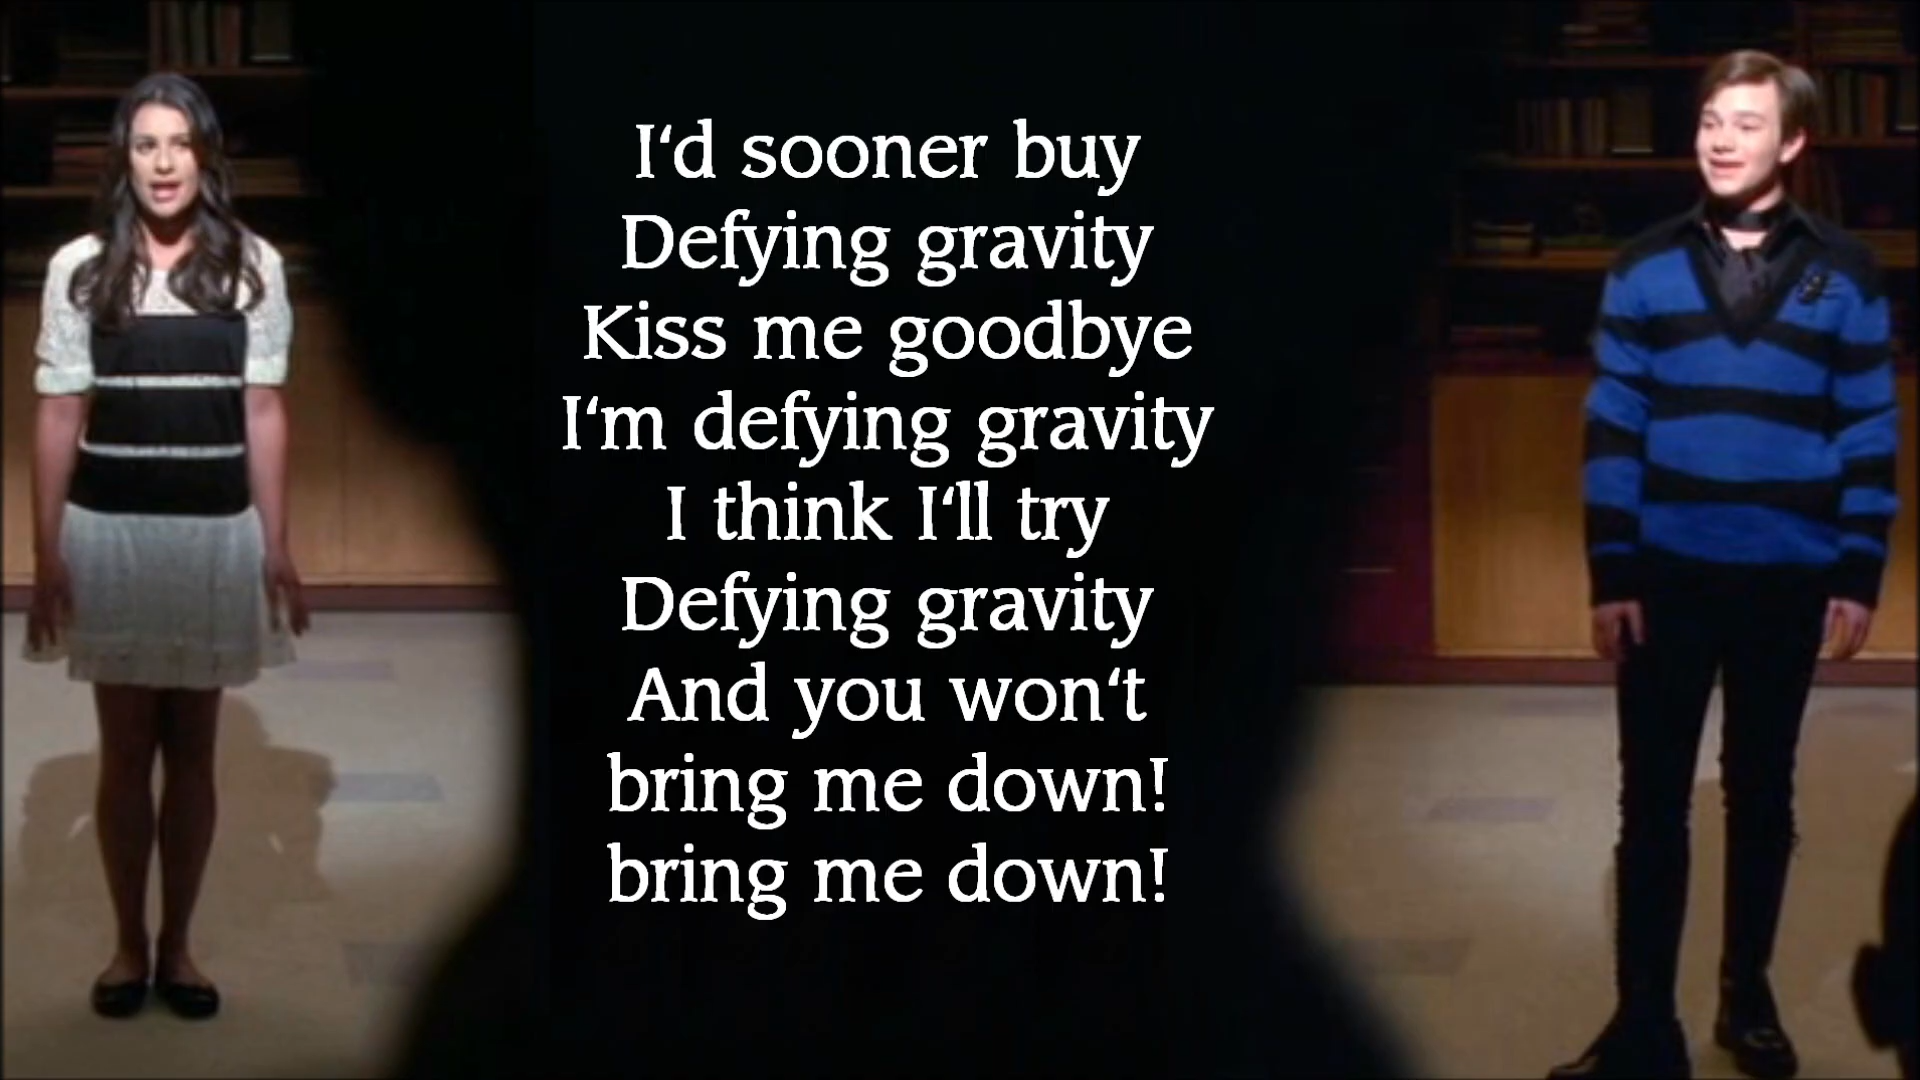 I‘d sooner buy
Defying gravity
Kiss me goodbye
I‘m defying gravity
I think I‘ll try
Defying gravity
And you won‘t
bring me down!
bring me down!